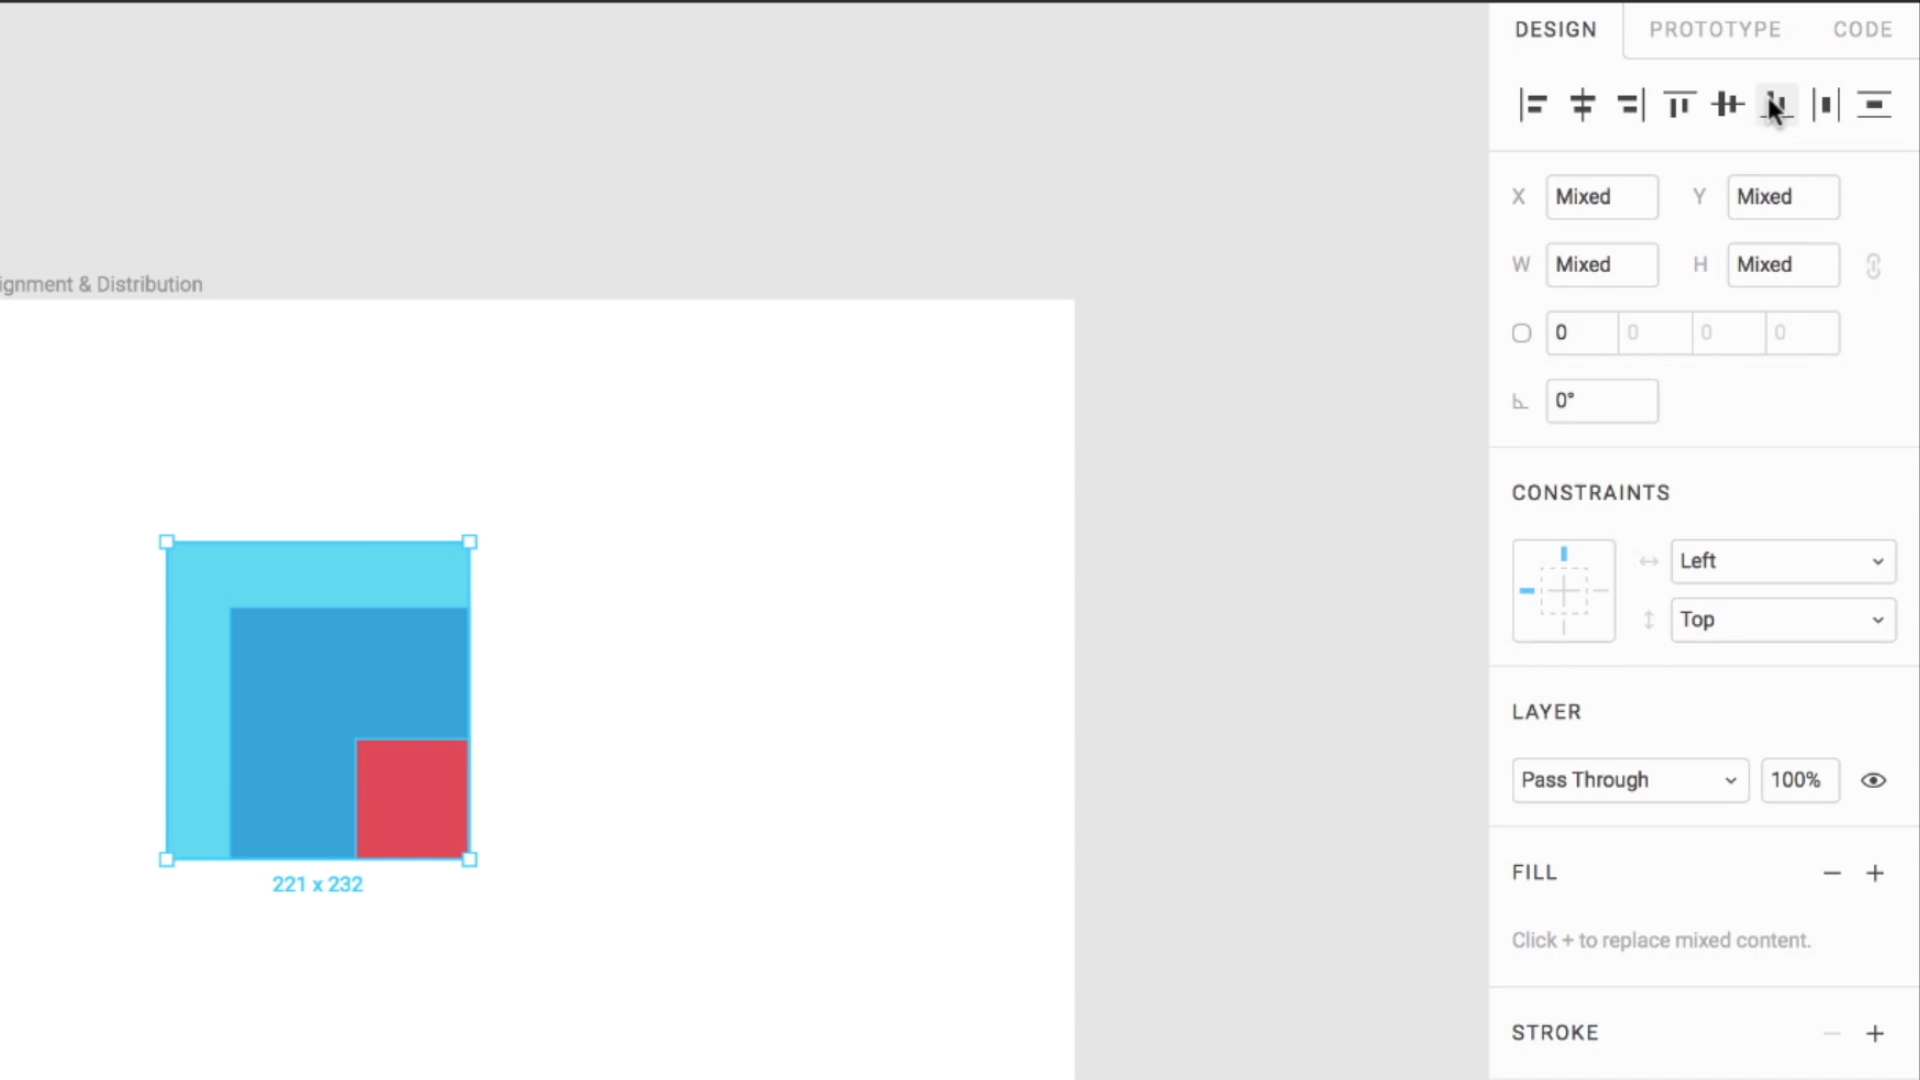 DESIGN PROTOTYPE CODE
X Mixed Y Mixed
W Mixed H Mixed
ignment & Distribution
0 0 0 0
0°
CONSTRAINTS
Left
Top
LAYER
Pass Through 100%
FILL
221 x 232
Click + to replace mixed content.
STROKE